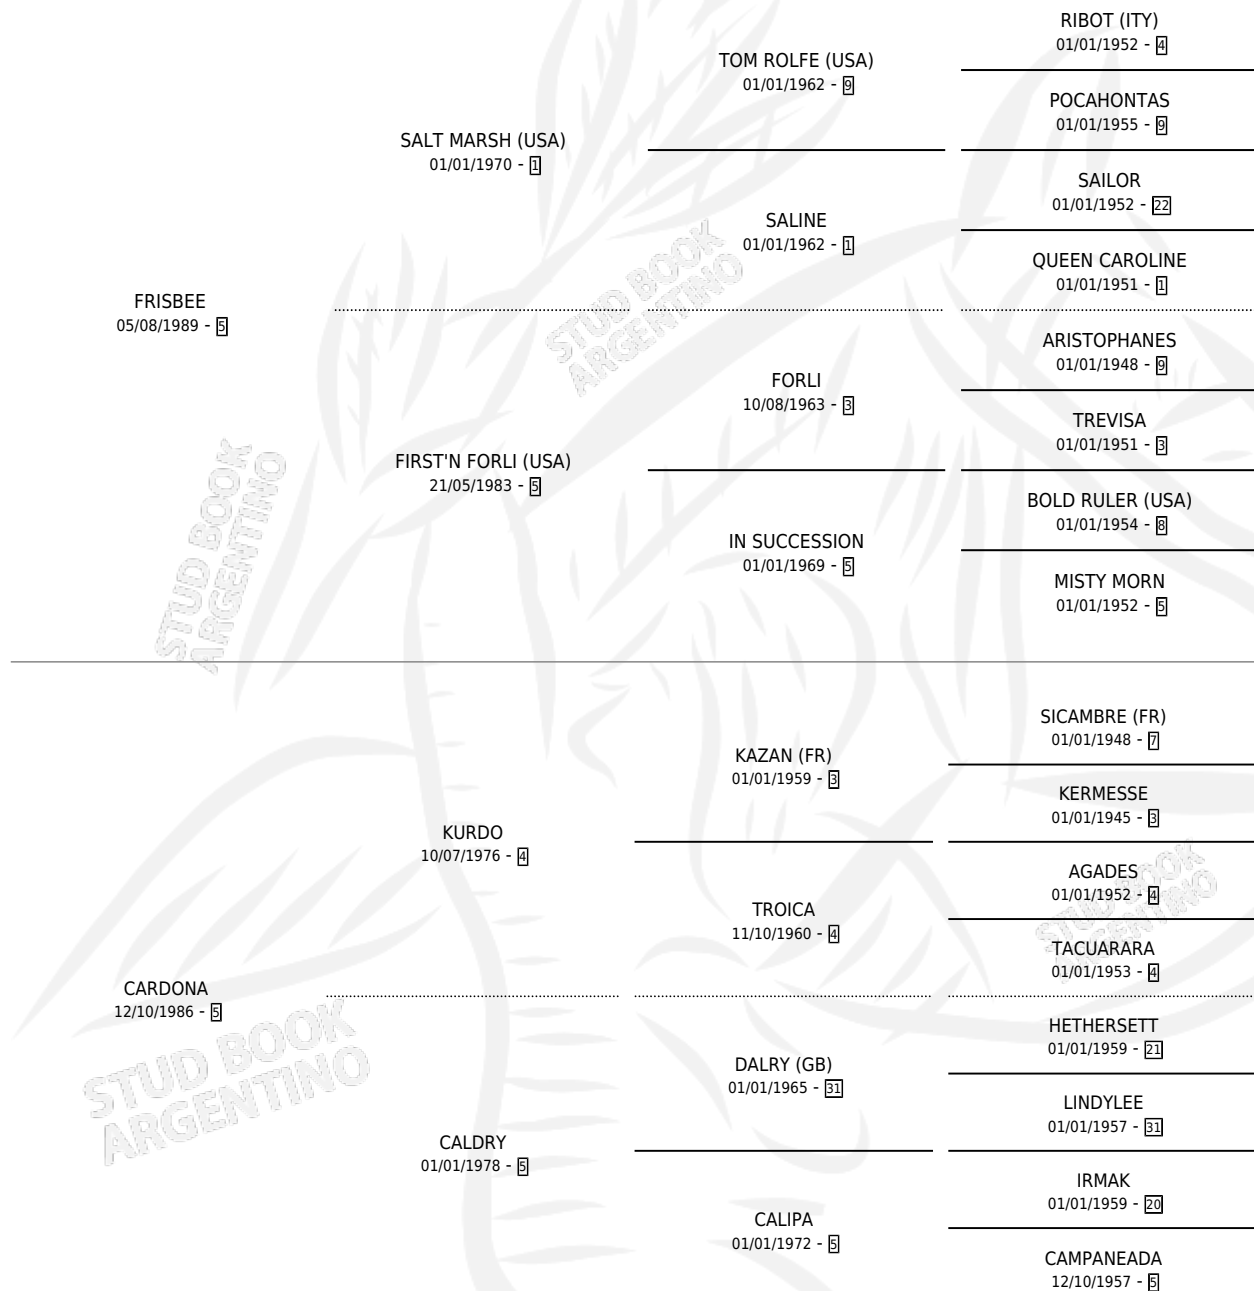 RIBOT (ITY)
01/01/1952 - 4
TOM ROLFE (USA)
01/01/1962 - 9
POCAHONTAS
01/01/1955 - 9
SALT MARSH (USA)
01/01/1970 - 1
SAILOR
01/01/1952 - 22
SALINE
01/01/1962 - 1
QUEEN CAROLINE
01/01/1951 - 1
FRISBEE
05/08/1989 - 5
STUD BOOK
ARGENTINO
ARISTOPHANES
01/01/1948 - 9
FORLI
10/08/1963 - 3
TREVISA
01/01/1951 - 3
FIRST'N FORLI (USA)
21/05/1983 - 5
BOLD RULER (USA)
01/01/1954 - 8
IN SUCCESSION
01/01/1969 - 5
MISTY MORN
01/01/1952 - 5
STUD BOOK
ARGENTINO
SICAMBRE (FR)
01/01/1948 - 7
KAZAN (FR)
01/01/1959 - 3
KERMESSE
01/01/1945 - 3
KURDO
10/07/1976 - 4
AGADES
01/01/1952 - 4
TROICA
11/10/1960 - 4
STUD BOOK
ARGENTINO
TACUARARA
01/01/1953 - 4
CARDONA
12/10/1986 - 5
STUD BOOK
ARGENTINO
HETHERSETT
01/01/1959 - 21
DALRY (GB)
01/01/1965 - 31
LINDYLEE
01/01/1957 - 31
CALDRY
01/01/1978 - 5
IRMAK
01/01/1959 - 20
CALIPA
01/01/1972 - 5
CAMPANEADA
12/10/1957 - 5